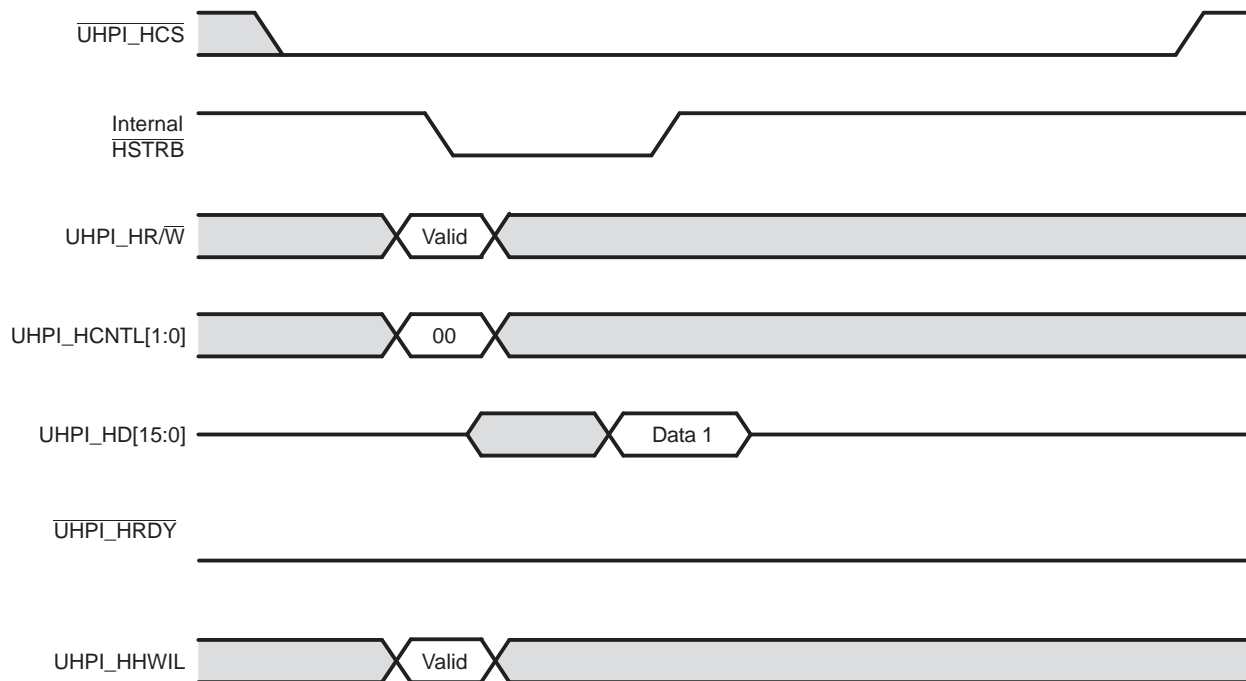 UHPI_HCS
Internal
HSTRB
UHPI_HR/W
Valid
UHPI_HCNTL[1:0]
00
UHPI_HD[15:0]
Data 1
UHPI_HRDY
UHPI_HHWIL
Valid